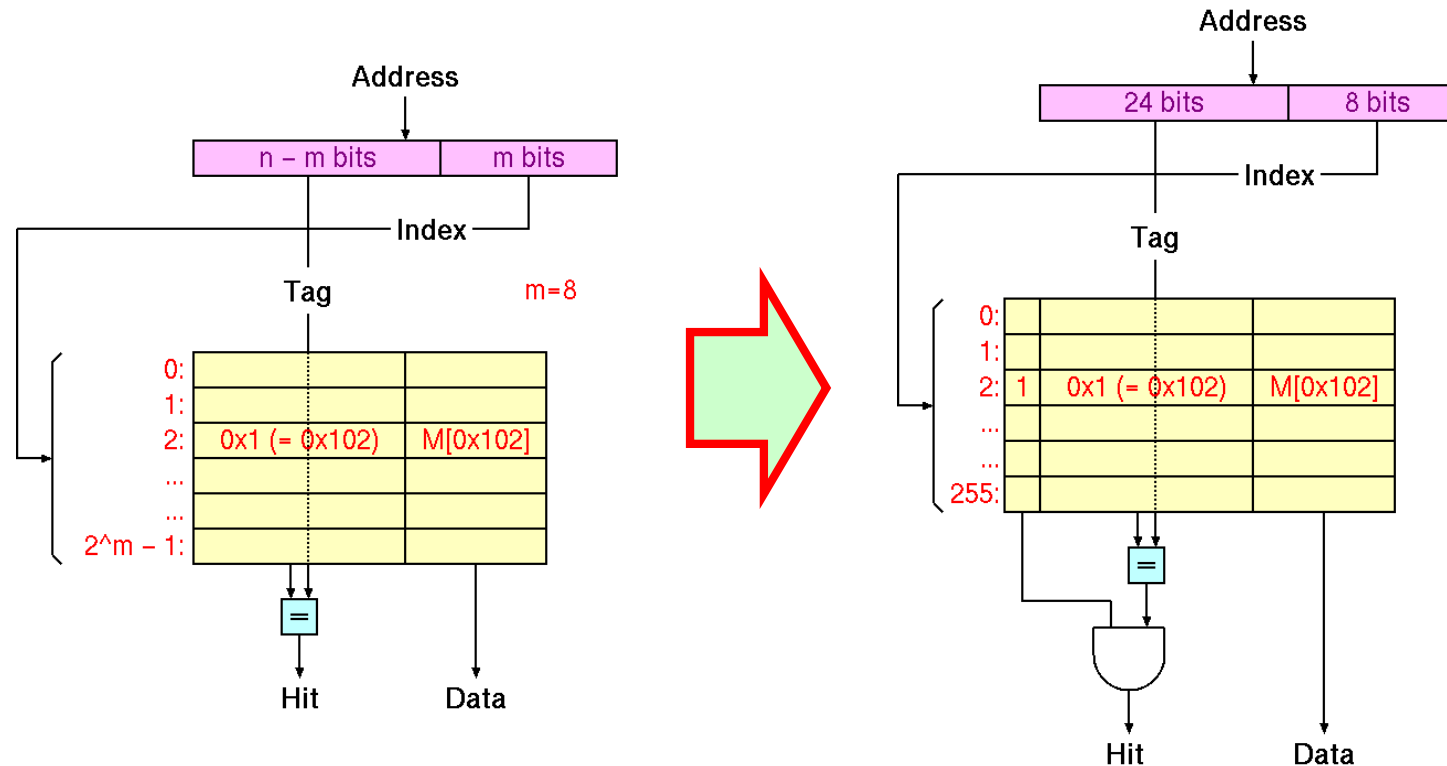 Address
n – m bits m bits
Index
Tag
m=8
0:
1:
2: 0x1 (= 0x102) M[0x102]
...
...
2^m – 1:
=
Hit Data
Address
24 bits 8 bits
Index
Tag
0:
1:
2: 1 0x1 (= 0x102) M[0x102]
...
...
255:
=
Hit Data